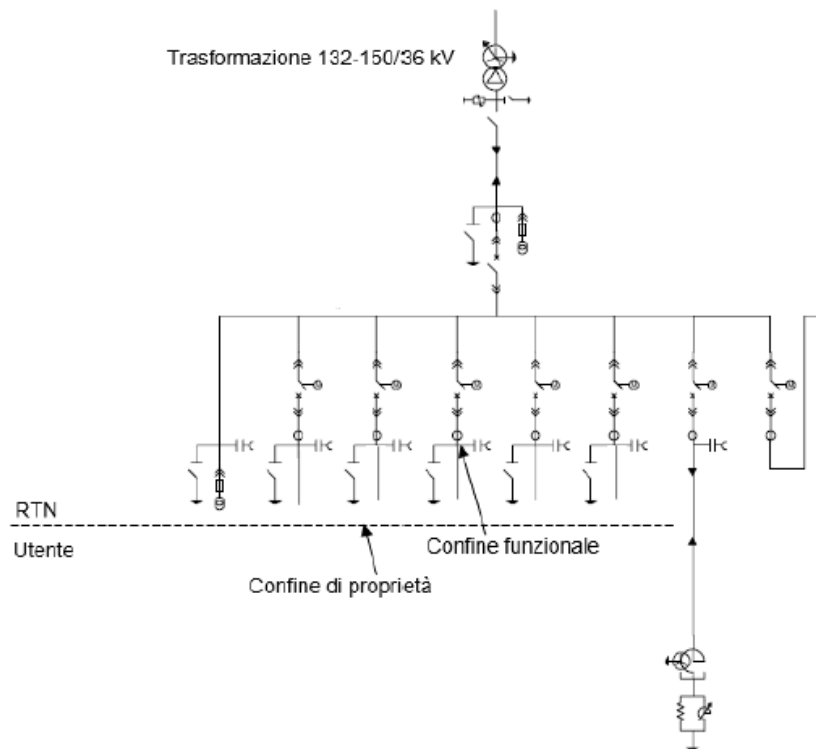 Trasformazione 132-150/36 kV
RTN
Utente
Confine funzionale
Confine di proprietà